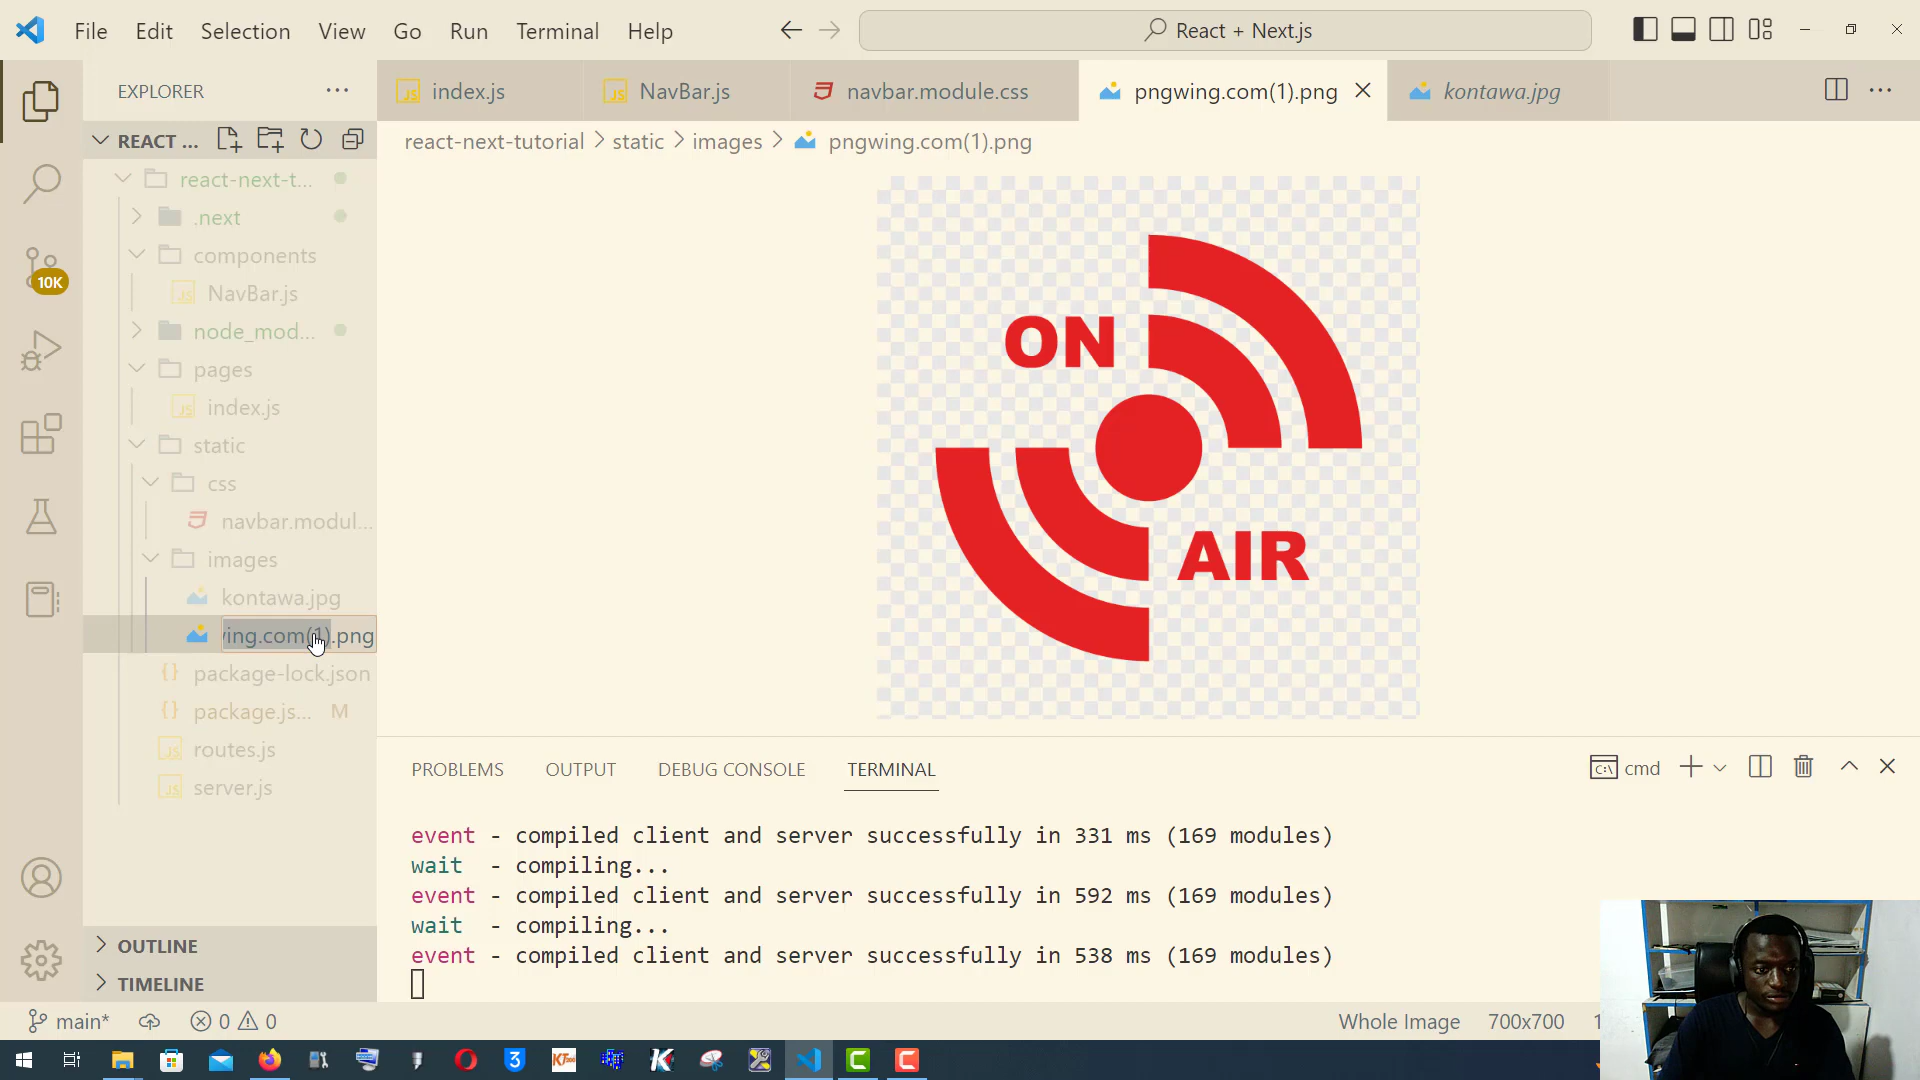 File Edit Selection View Go Run Terminal Help
React + Next.js
EXPLORER
index.js
NavBar.js
navbar.module.css
pngwing.com(1).png
kontawa.jpg
REACT ...
react-next-tutorial > static > images > pngwing.com(1).png
react-next-t...
.next
10K
components
NavBar.js
node_mod...
pages
index.js
static
css
navbar.modul...
images
kontawa.jpg
ing.com(1).png
package-lock.json
package.js... M
routes.js
server.js
ON
AIR
PROBLEMS OUTPUT DEBUG CONSOLE TERMINAL
cmd
event - compiled client and server successfully in 331 ms (169 modules)
wait - compiling...
event - compiled client and server successfully in 592 ms (169 modules)
wait - compiling...
event - compiled client and server successfully in 538 ms (169 modules)
OUTLINE
TIMELINE
main* 0 0
Whole Image 700x700